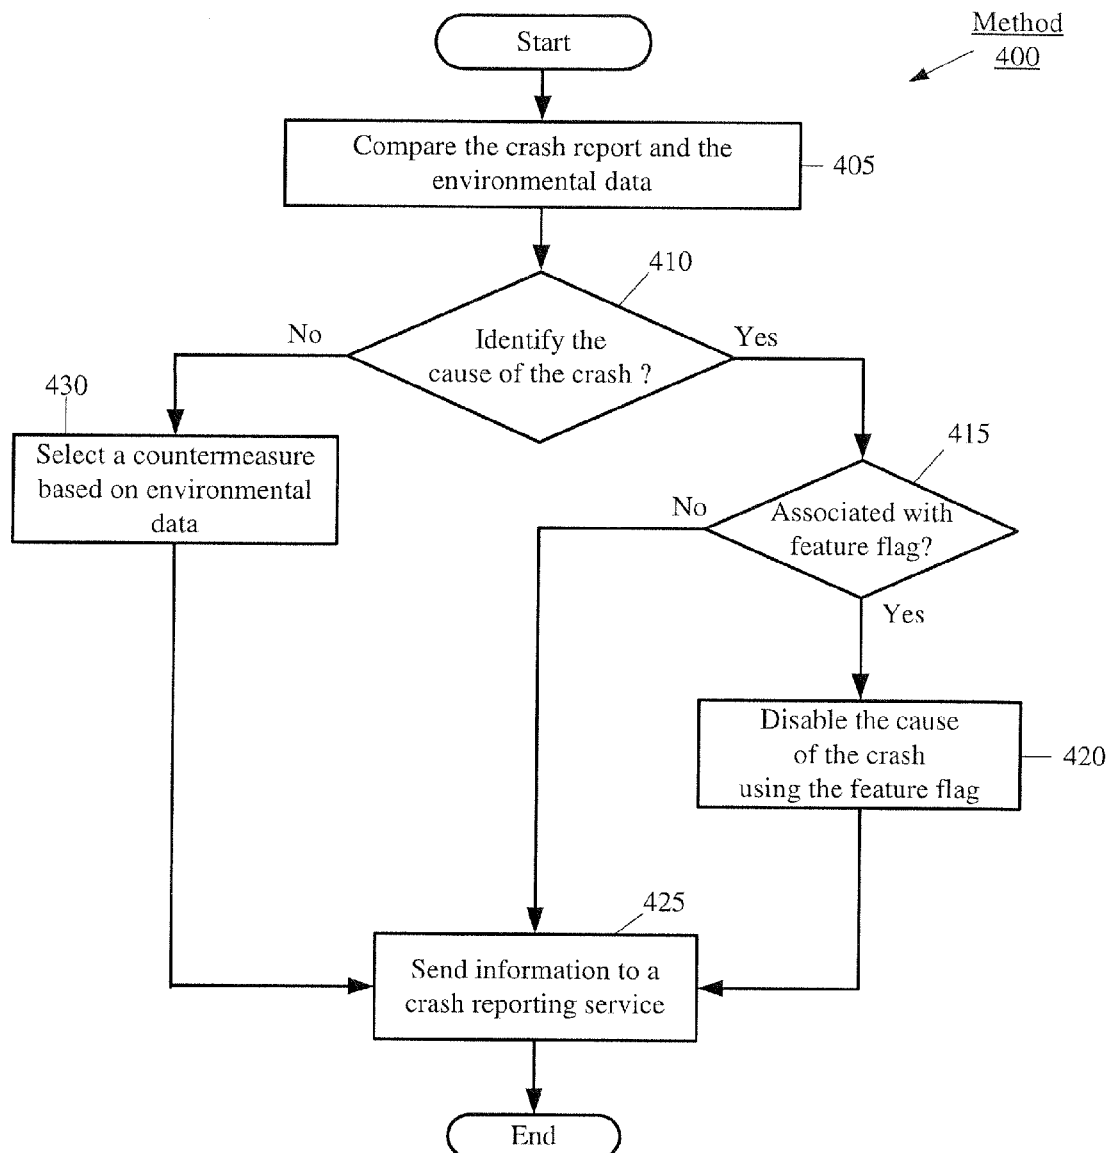 Start
Method
400
Compare the crash report and the
environmental data
405
410
Identify the
cause of the crash ?
No
Yes
430
Select a countermeasure
based on environmental
data
415
Associated with
feature flag?
No
Yes
Disable the cause
of the crash
using the feature flag
420
425
Send information to a
crash reporting service
End